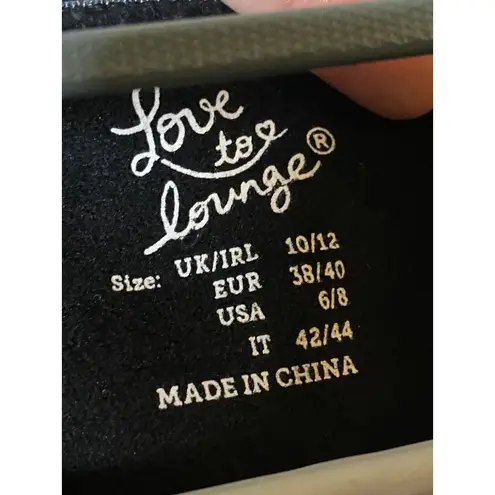 Love
to
lounge®
Size: UK/IRL 10/12
EUR 38/40
USA 6/8
IT 42/44
MADE IN CHINA